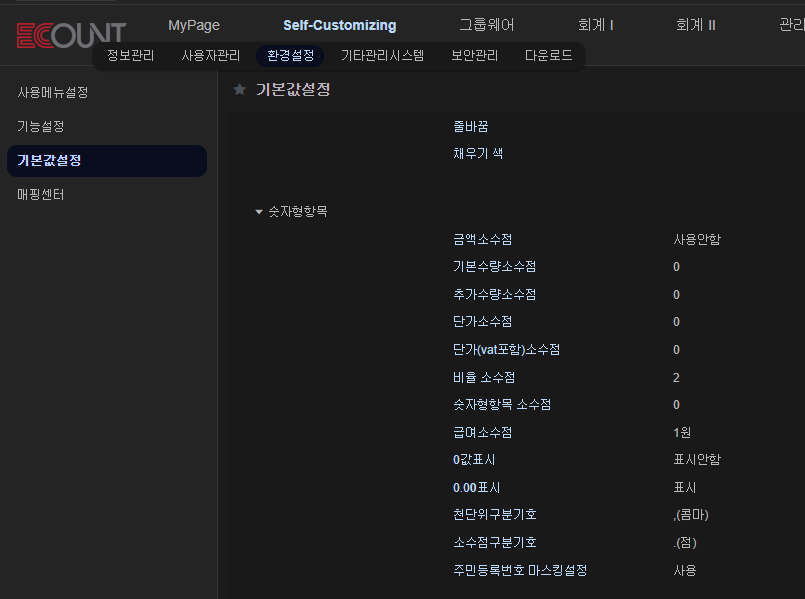 ECOUNT
MyPage Self-Customizing 그룹웨어 회계 I 회계 II 관리
정보관리 사용자관리 환경설정 기타관리시스템 보안관리 다운로드
사용메뉴설정
기능설정
기본값설정
매핑센터
★ 기본값설정
줄바꿈
채우기 색
▼ 숫자형항목
금액소수점 사용안함
기본수량소수점 0
추가수량소수점 0
단가소수점 0
단가(vat포함)소수점 0
비율 소수점 2
숫자형항목 소수점 0
급여소수점 1원
0값표시 표시안함
0.00표시 표시
천단위구분기호 ,(콤마)
소수점구분기호 .(점)
주민등록번호 마스킹설정 사용